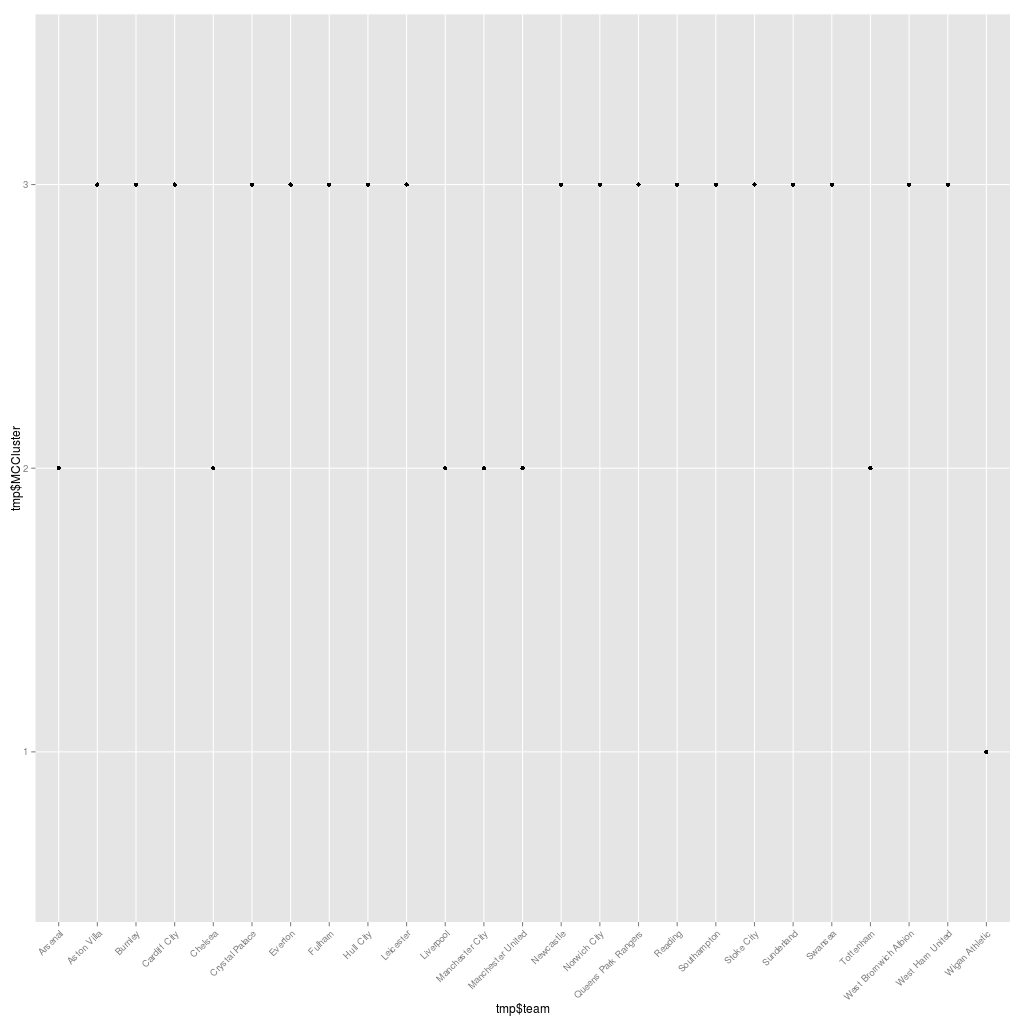 tmp$MCCluster
3
2
1
Arsenal
Aston Villa
Burnley
Cardiff City
Chelsea
Crystal Palace
Everton
Fulham
Hull City
Leicester
Liverpool
Manchester City
Manchester United
Newcastle
Norwich City
Queens Park Rangers
Reading
Southampton
Stoke City
Sunderland
Swansea
Tottenham
West Bromwich Albion
West Ham United
Wigan Athletic
tmp$team